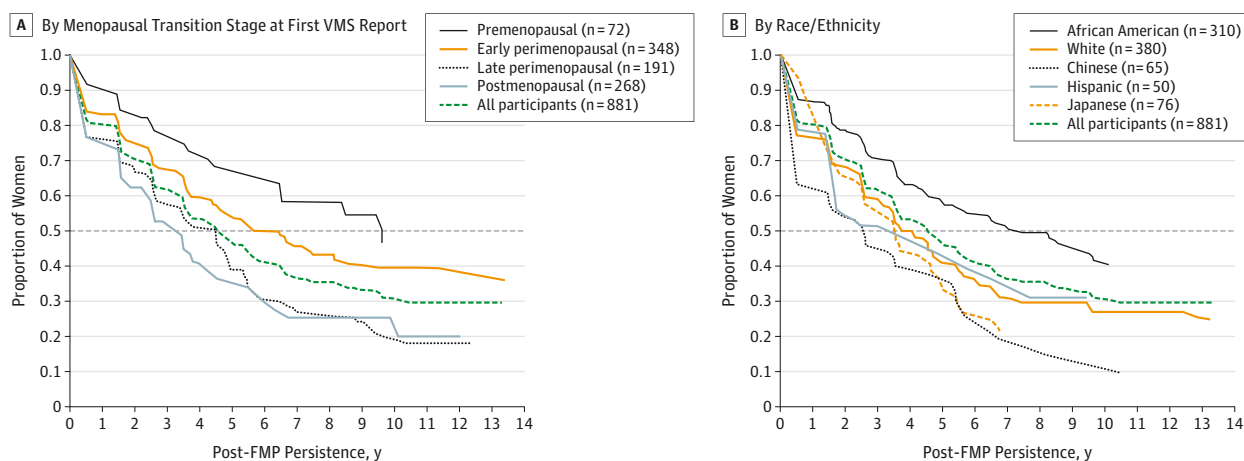 A By Menopausal Transition Stage at First VMS Report
Premenopausal (n=72)
Early perimenopausal (n=348)
Late perimenopausal (n=191)
Postmenopausal (n=268)
All participants (n=881)
1.0
0.9
0.8
0.7
0.6
0.5
0.4
0.3
0.2
0.1
0
Proportion of Women
0 1 2 3 4 5 6 7 8 9 10 11 12 13 14
Post-FMP Persistence, y
B By Race/Ethnicity
African American (n=310)
White (n=380)
Chinese (n=65)
Hispanic (n=50)
Japanese (n=76)
All participants (n=881)
1.0
0.9
0.8
0.7
0.6
0.5
0.4
0.3
0.2
0.1
0
Proportion of Women
0 1 2 3 4 5 6 7 8 9 10 11 12 13 14
Post-FMP Persistence, y